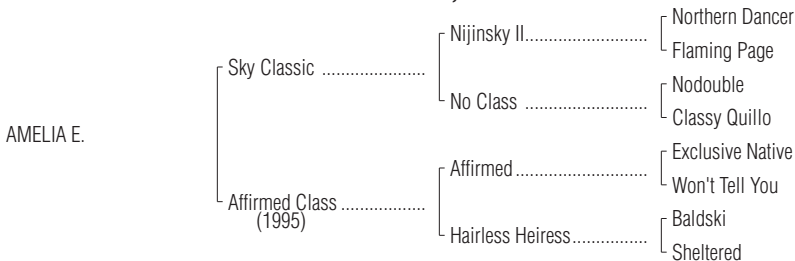 Northern Dancer
Nijinsky II..........................
Flaming Page
Sky Classic ......................
Nodouble
No Class ..........................
Classy Quillo
AMELIA E.
Exclusive Native
Affirmed............................
Won't Tell You
Affirmed Class ..................
(1995)
Baldski
Hairless Heiress................
Sheltered